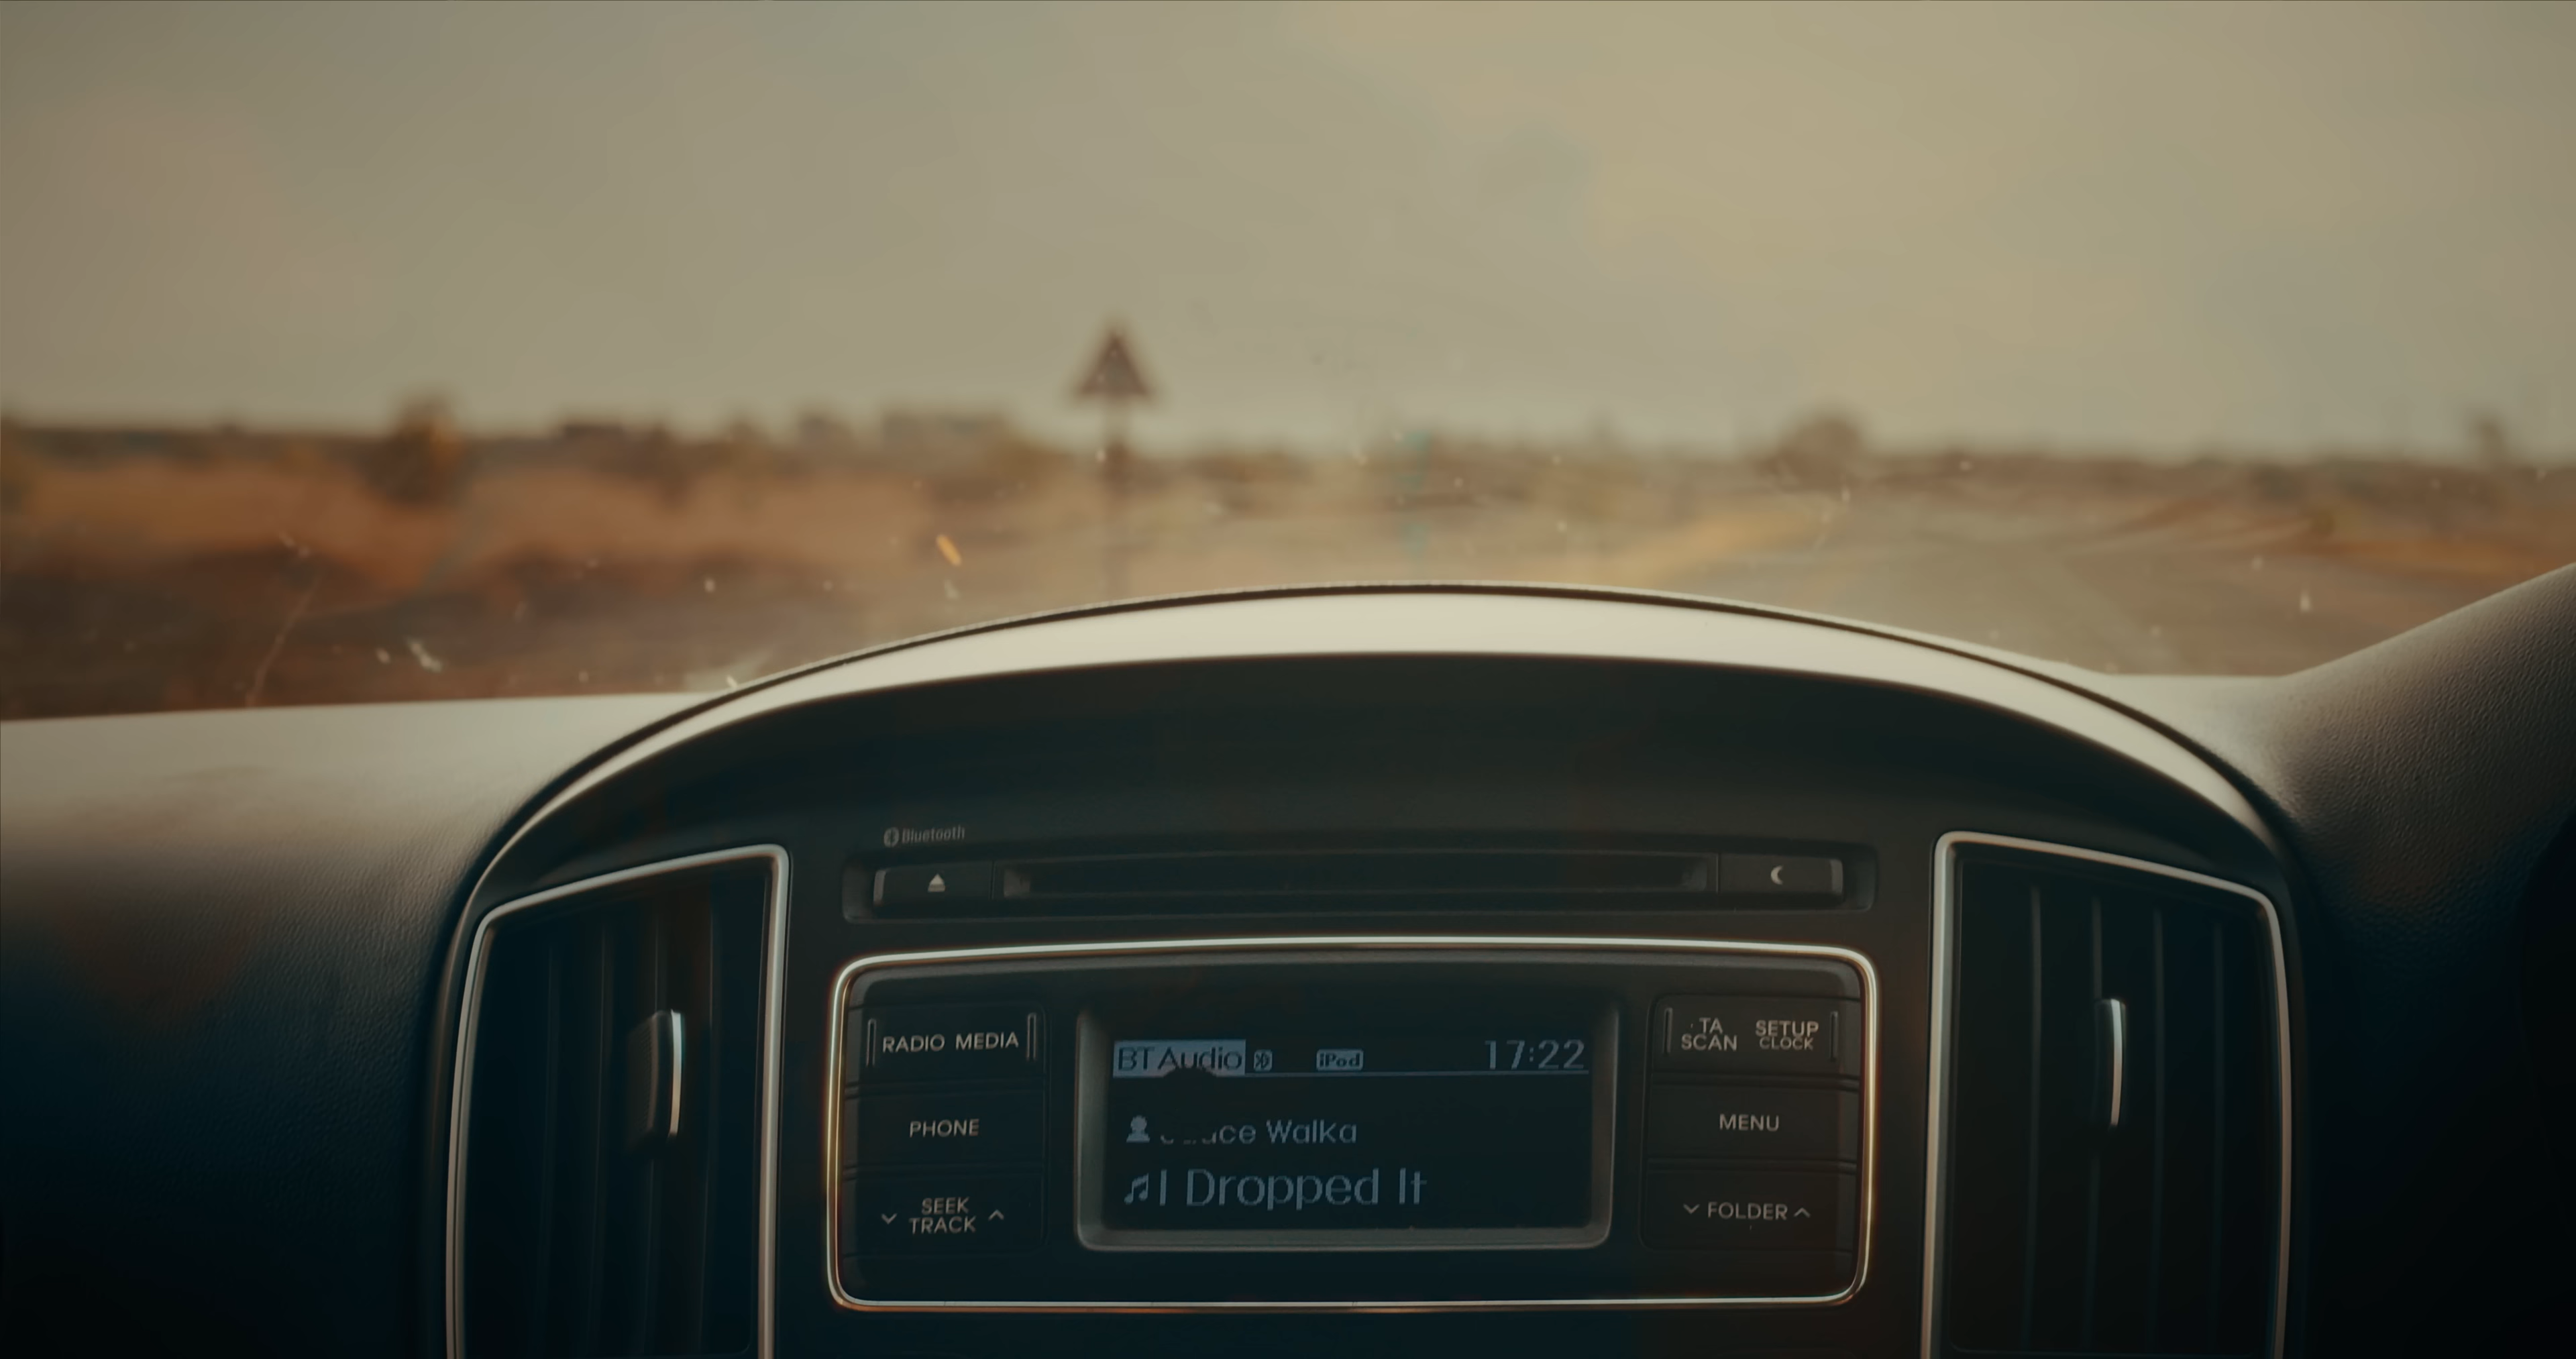 Bluetooth
RADIO MEDIA
PHONE
SEEK
TRACK
BT Audio iPod 17:22
Walka
I Dropped It
TA
SCAN
SETUP
CLOCK
MENU
FOLDER